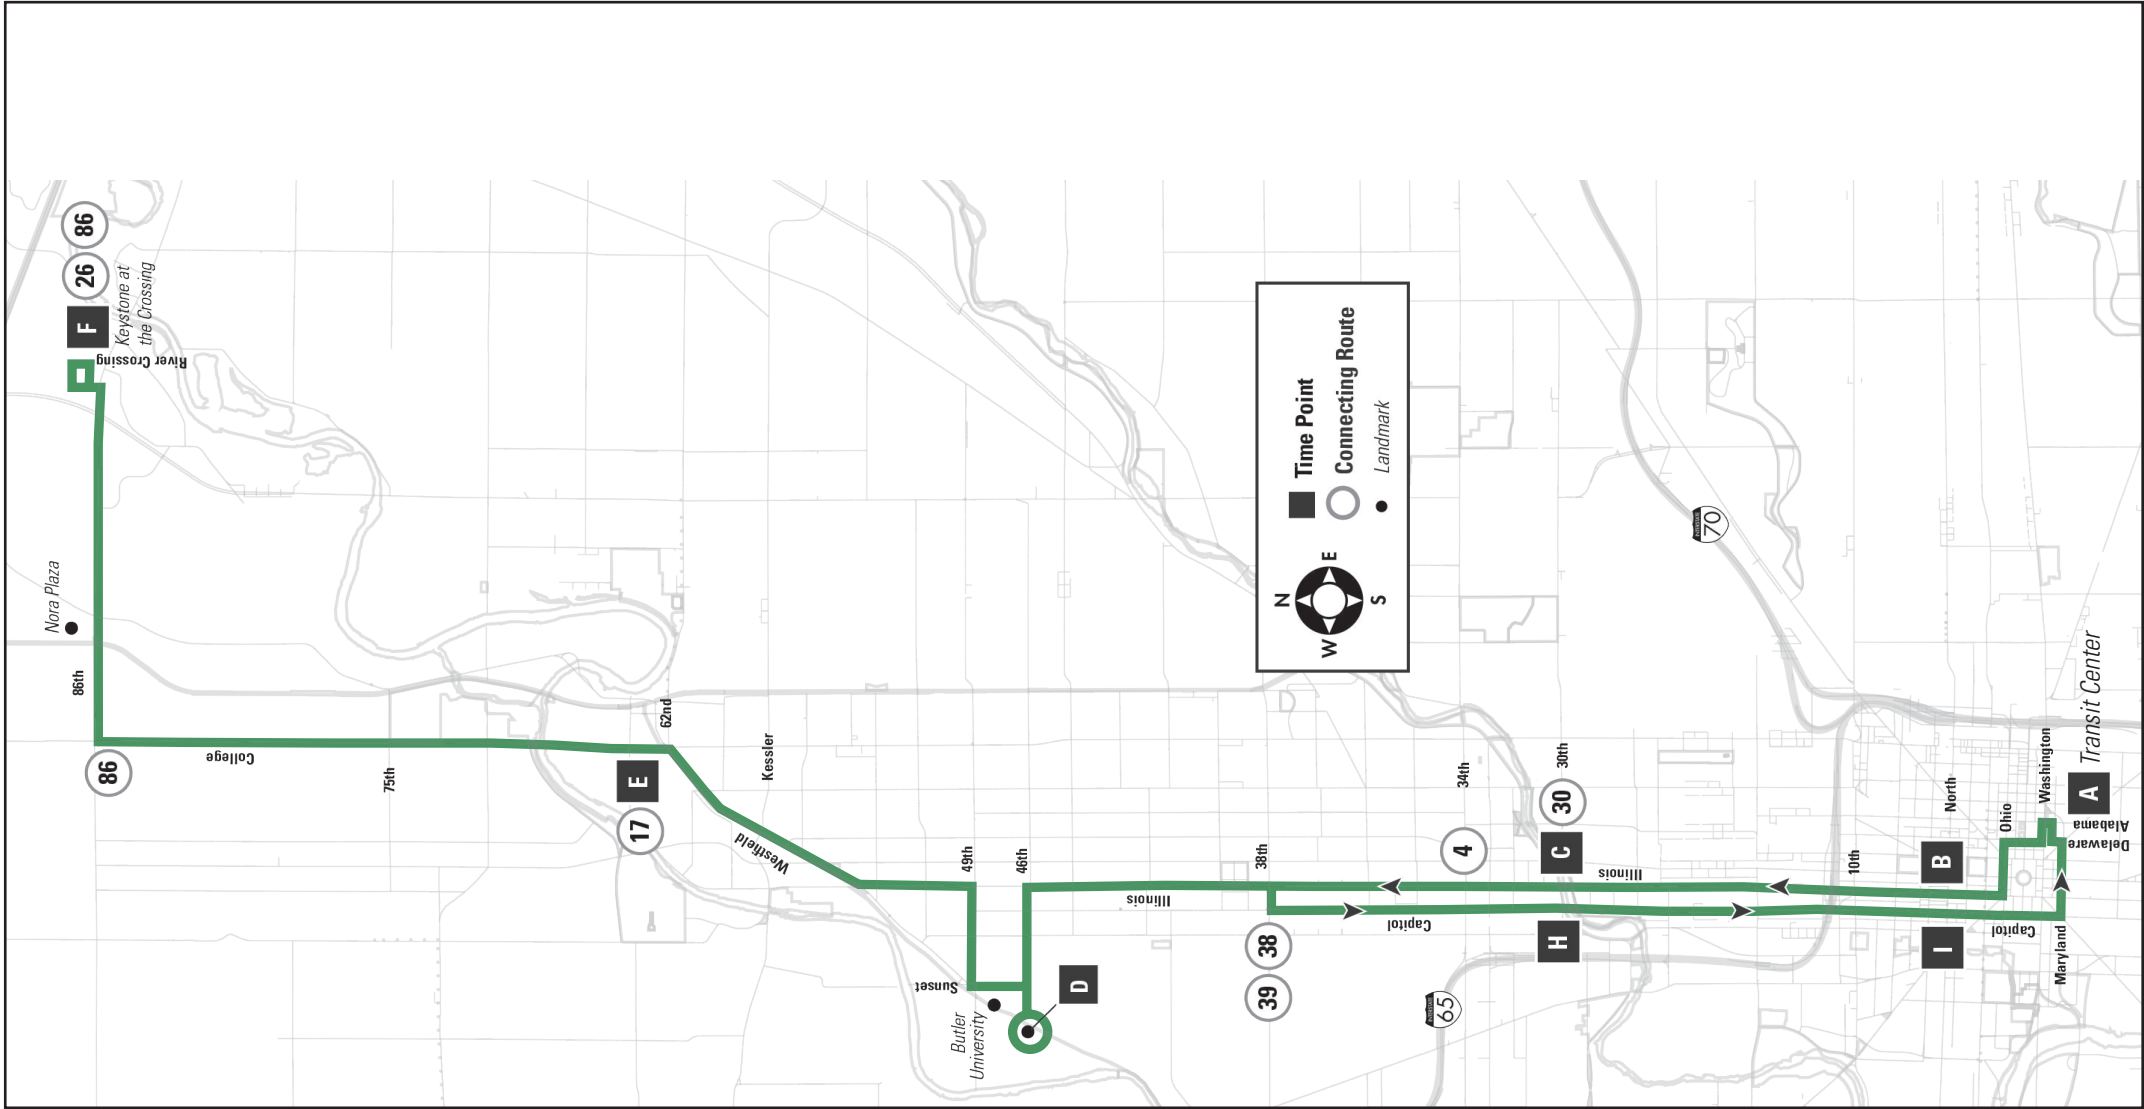 86
26
F
Keystone at
the Crossing
River Crossing
Nora Plaza
86th
86
College
75th
62nd
E
17
Kessler
Westfield
49th
46th
Sunset
Butler
University
D
Illinois
38th
38
39
34th
4
30th
30
C
Illinois
Capitol
H
INTERSTATE
65
INTERSTATE
70
10th
North
B
I
Ohio
Washington
Transit Center
A
Alabama
Delaware
Capitol
Maryland
N
W
E
S
Time Point
Connecting Route
Landmark